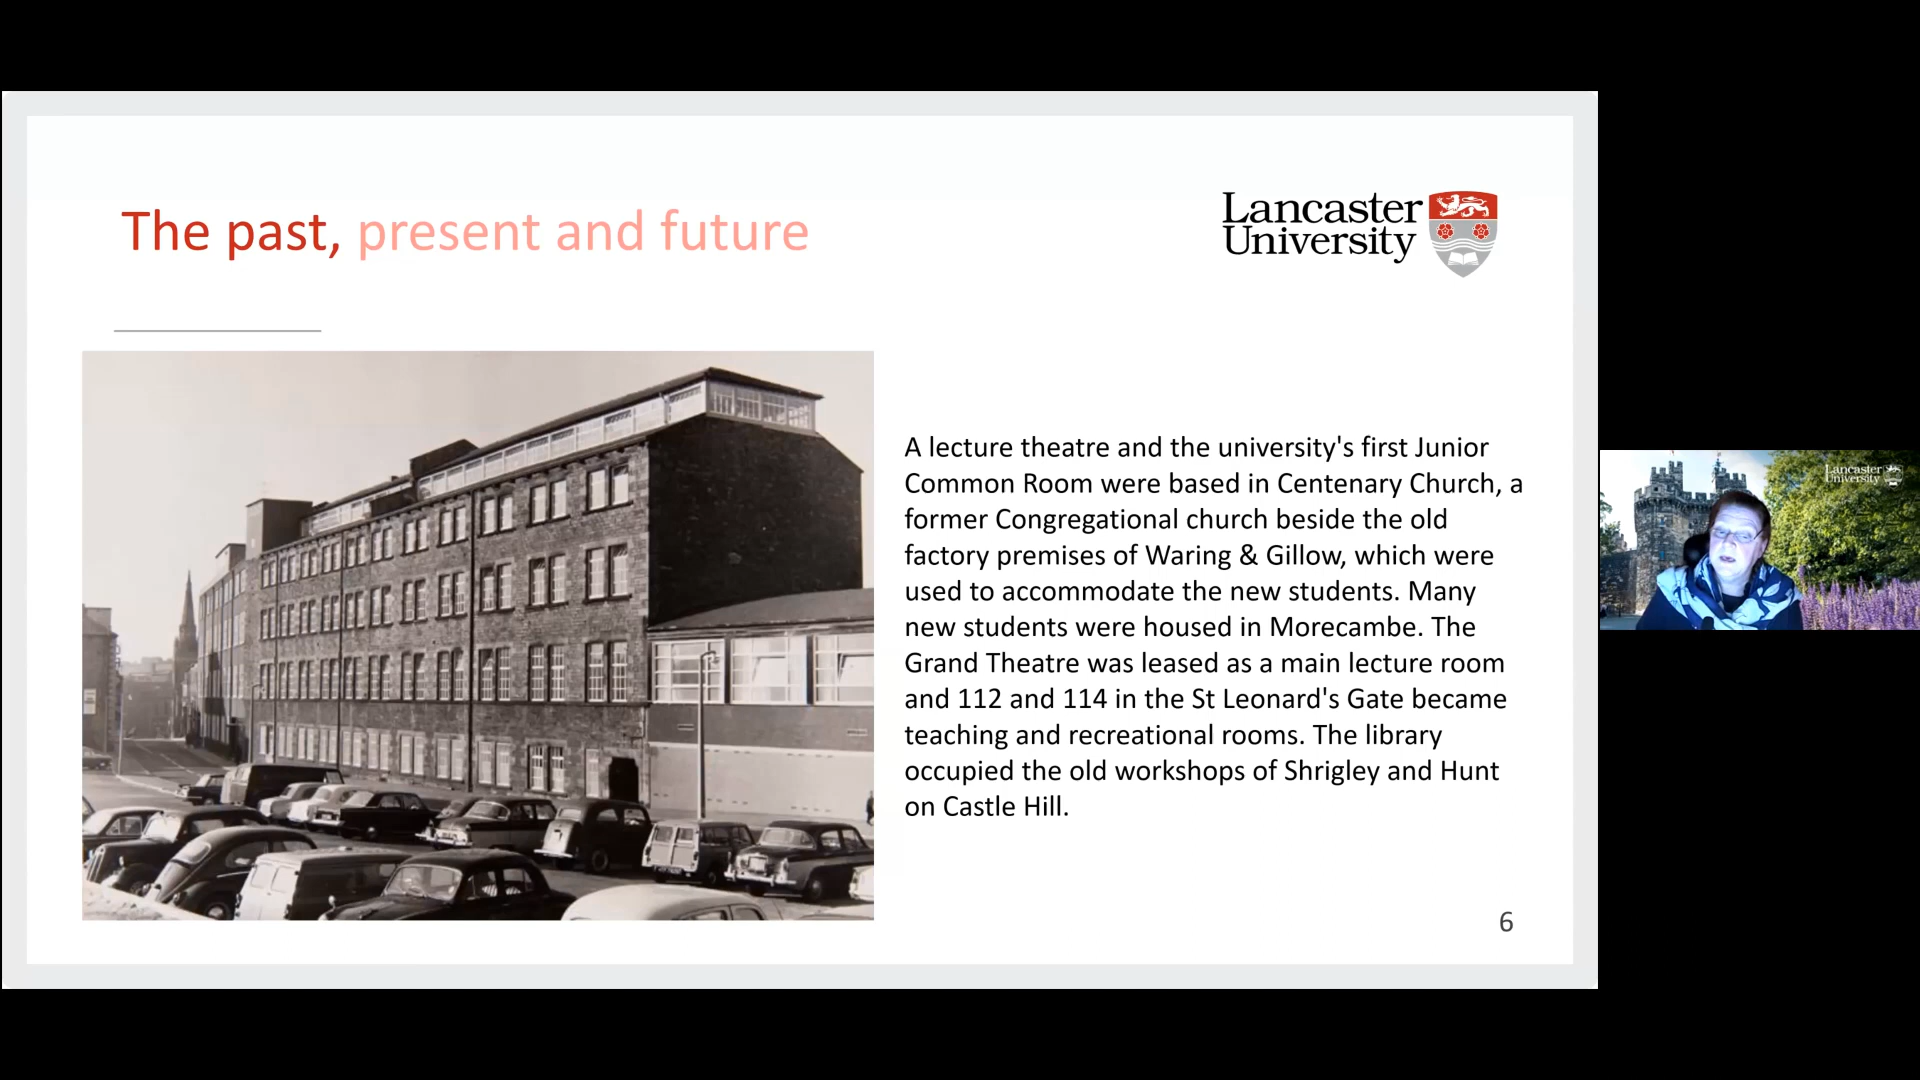 The past, present and future
Lancaster
University
A lecture theatre and the university's first Junior
Common Room were based in Centenary Church, a
former Congregational church beside the old
factory premises of Waring & Gillow, which were
used to accommodate the new students. Many
new students were housed in Morecambe. The
Grand Theatre was leased as a main lecture room
and 112 and 114 in the St Leonard's Gate became
teaching and recreational rooms. The library
occupied the old workshops of Shrigley and Hunt
on Castle Hill.
6
Lancaster
University